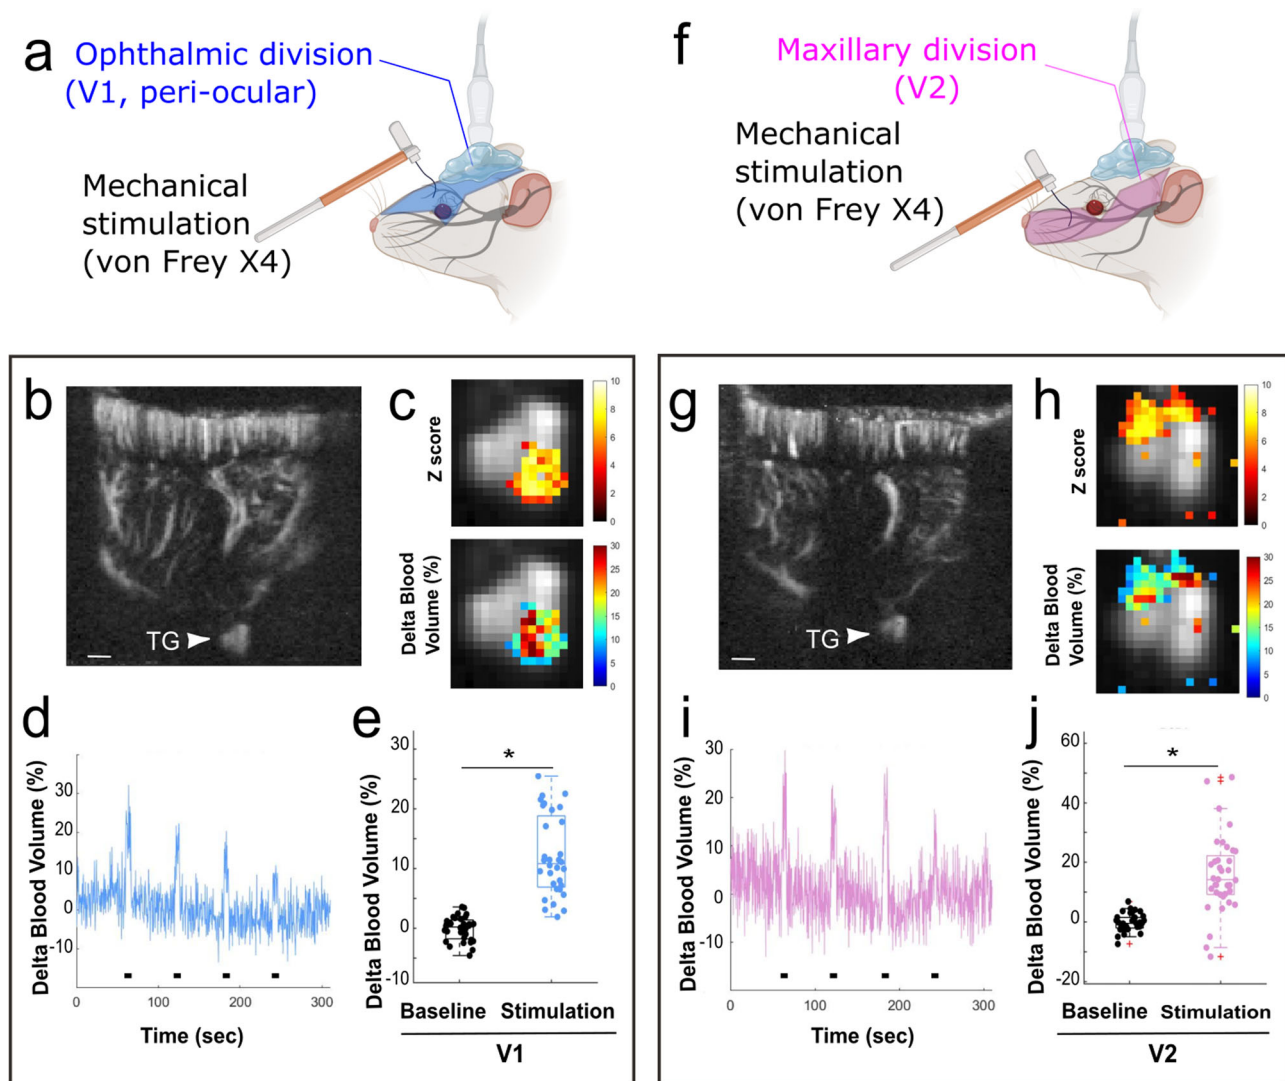 a
Ophthalmic division
(V1, peri-ocular)
Mechanical
stimulation
(von Frey X4)
f
Maxillary division
(V2)
Mechanical
stimulation
(von Frey X4)
b
TG
c
Z score
10
8
6
4
2
0
Delta Blood
Volume (%)
30
25
20
15
10
5
0
d
Delta Blood Volume (%)
30
20
10
0
-10
0
100
200
300
Time (sec)
e
Delta Blood Volume (%)
30
20
10
0
-10
*
Baseline Stimulation
V1
g
TG
h
Z score
10
8
6
4
2
0
Delta Blood
Volume (%)
30
25
20
15
10
5
0
i
Delta Blood Volume (%)
30
20
10
0
-10
0
100
200
300
Time (sec)
j
Delta Blood Volume (%)
60
40
20
0
-20
*
Baseline Stimulation
V2